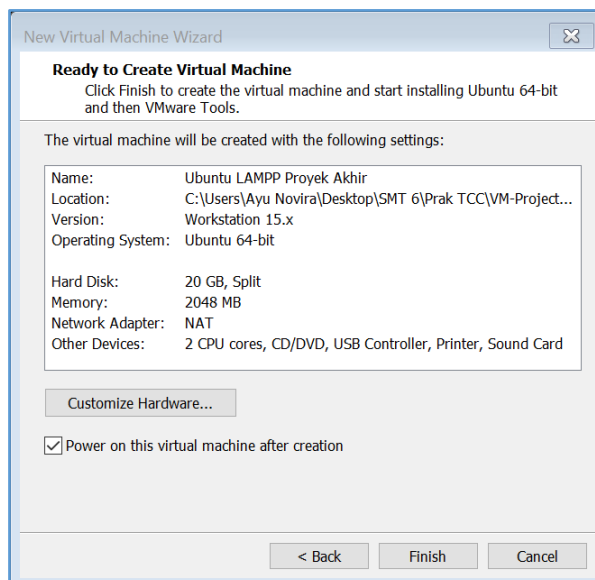 New Virtual Machine Wizard
Ready to Create Virtual Machine
Click Finish to create the virtual machine and start installing Ubuntu 64-bit
and then VMware Tools.
The virtual machine will be created with the following settings:
Name: Ubuntu LAMPP Proyek Akhir
Location: C:\Users\Ayu Novira\Desktop\SMT 6\Prak TCC\VM-Project...
Version: Workstation 15.x
Operating System: Ubuntu 64-bit
Hard Disk: 20 GB, Split
Memory: 2048 MB
Network Adapter: NAT
Other Devices: 2 CPU cores, CD/DVD, USB Controller, Printer, Sound Card
Customize Hardware...
Power on this virtual machine after creation
< Back Finish Cancel